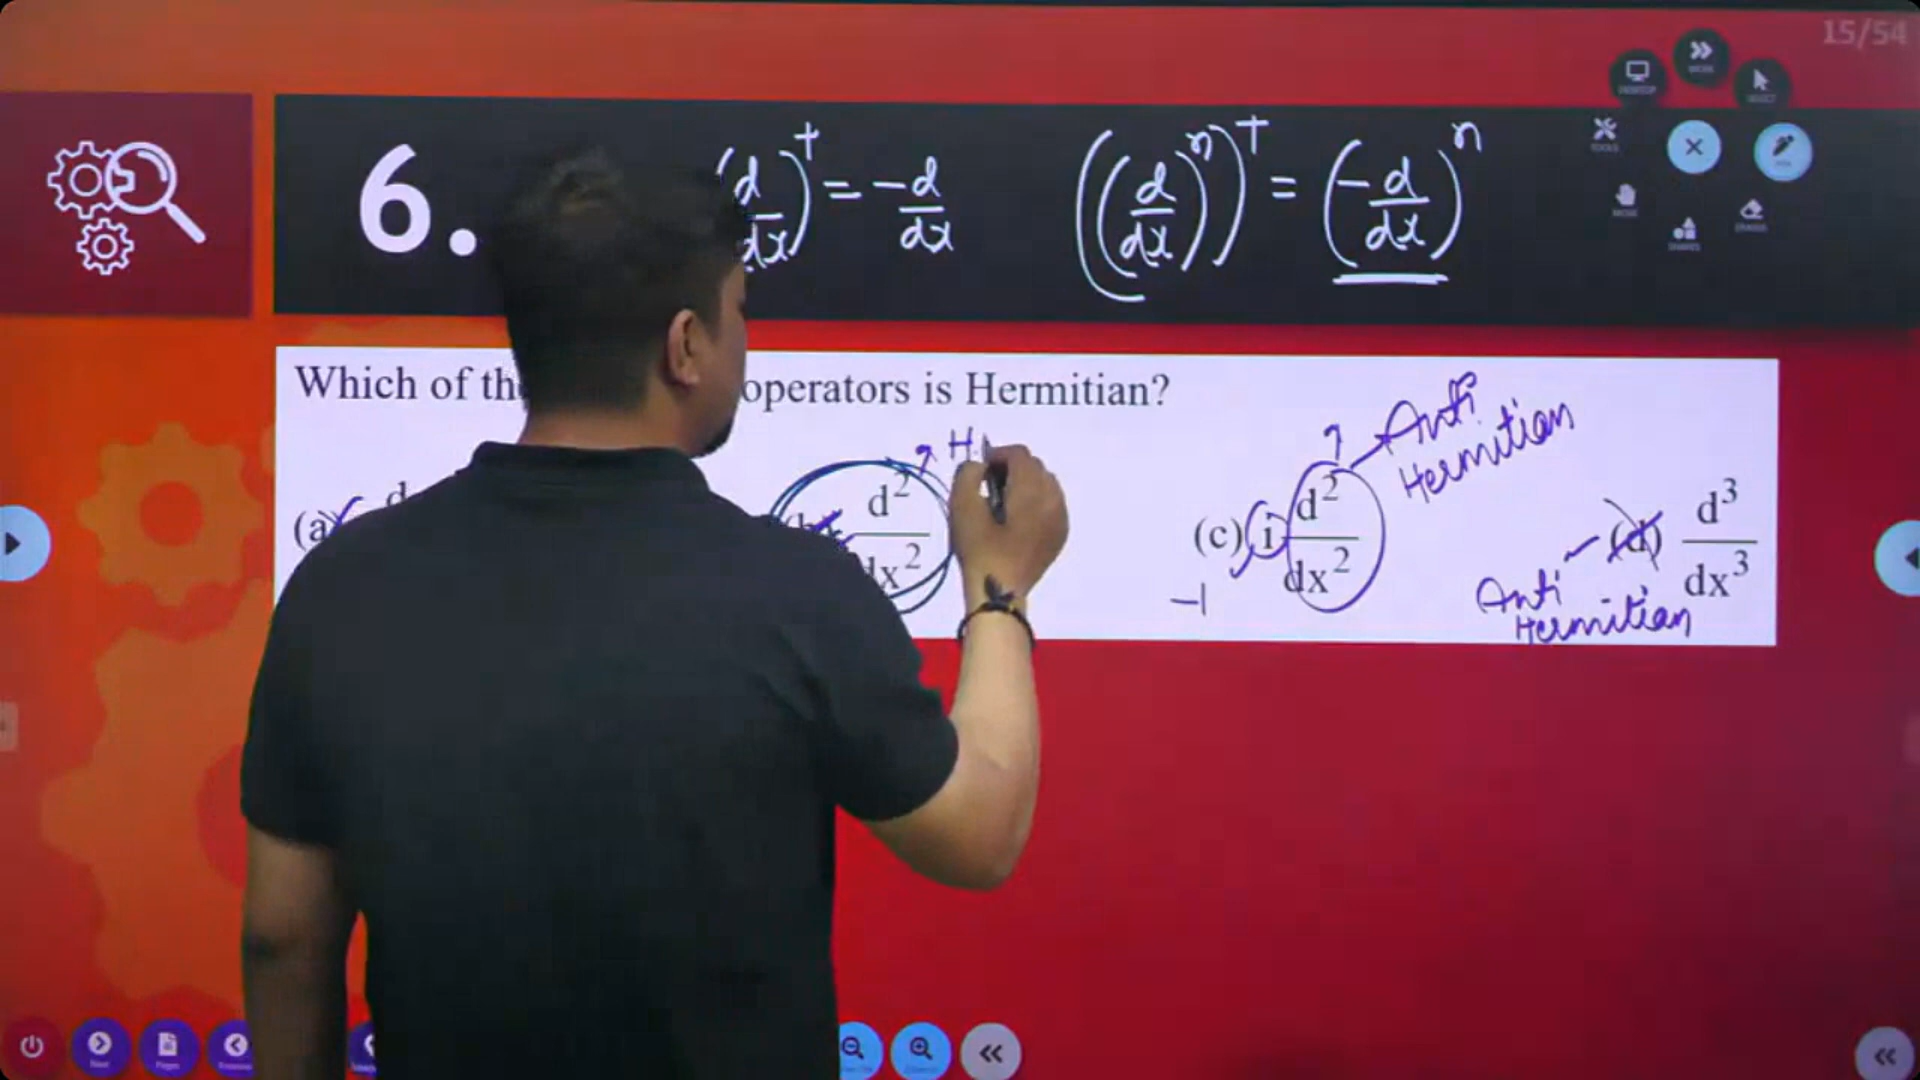 15/54
6. (d/dx)† = -d/dx ((d/dx)ⁿ)† = (-d/dx)ⁿ
Which of operators is Hermitian?
(a) d d²/dx² H. (c) i d²/dx² Anti Hermitian -1 (d) d³/dx³ Anti Hermitian